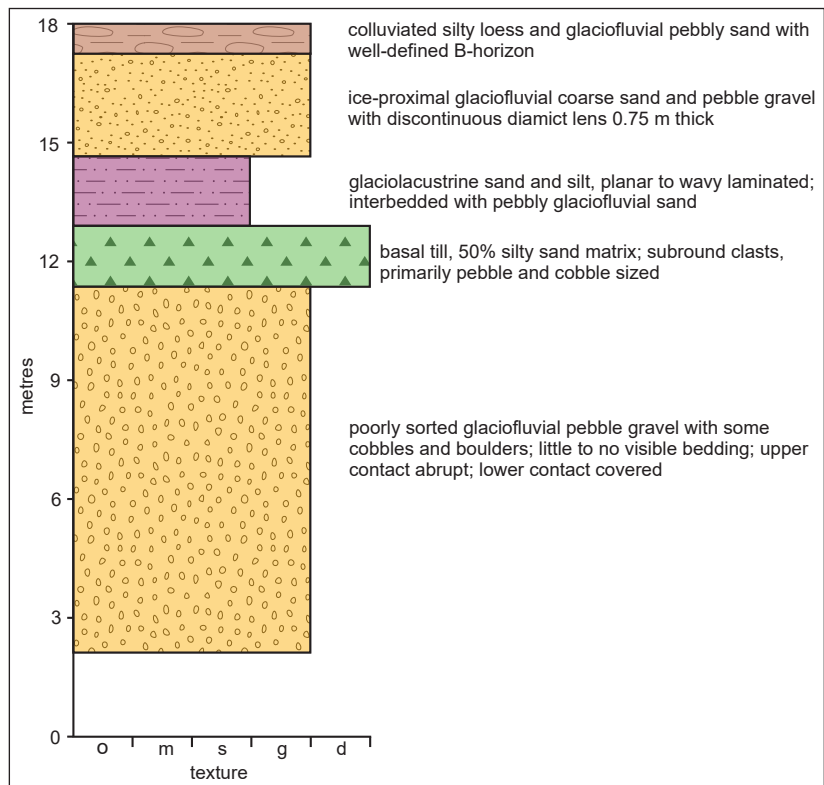 18
colluviated silty loess and glaciofluvial pebbly sand with
well-defined B-horizon
ice-proximal glaciofluvial coarse sand and pebble gravel
with discontinuous diamict lens 0.75 m thick
15
glaciolacustrine sand and silt, planar to wavy laminated;
interbedded with pebbly glaciofluvial sand
12
basal till, 50% silty sand matrix; subround clasts,
primarily pebble and cobble sized
9
metres
poorly sorted glaciofluvial pebble gravel with some
cobbles and boulders; little to no visible bedding; upper
contact abrupt; lower contact covered
6
3
0
o m s g d
texture